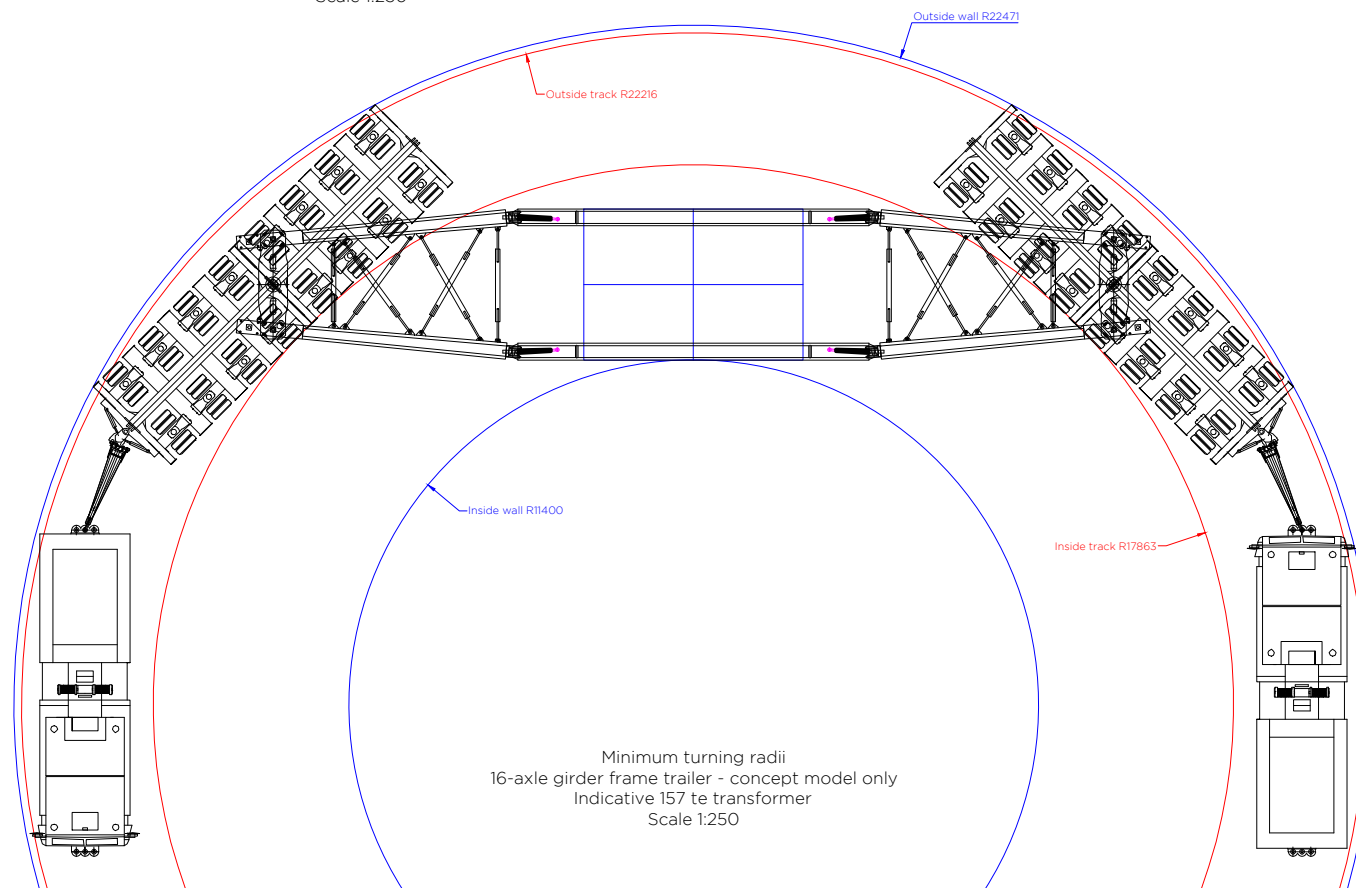 Outside wall R22471
Outside track R22216
Inside wall R11400
Inside track R17863
Minimum turning radii
16-axle girder frame trailer - concept model only
Indicative 157 te transformer
Scale 1:250